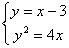 y = x − 3
y² = 4x